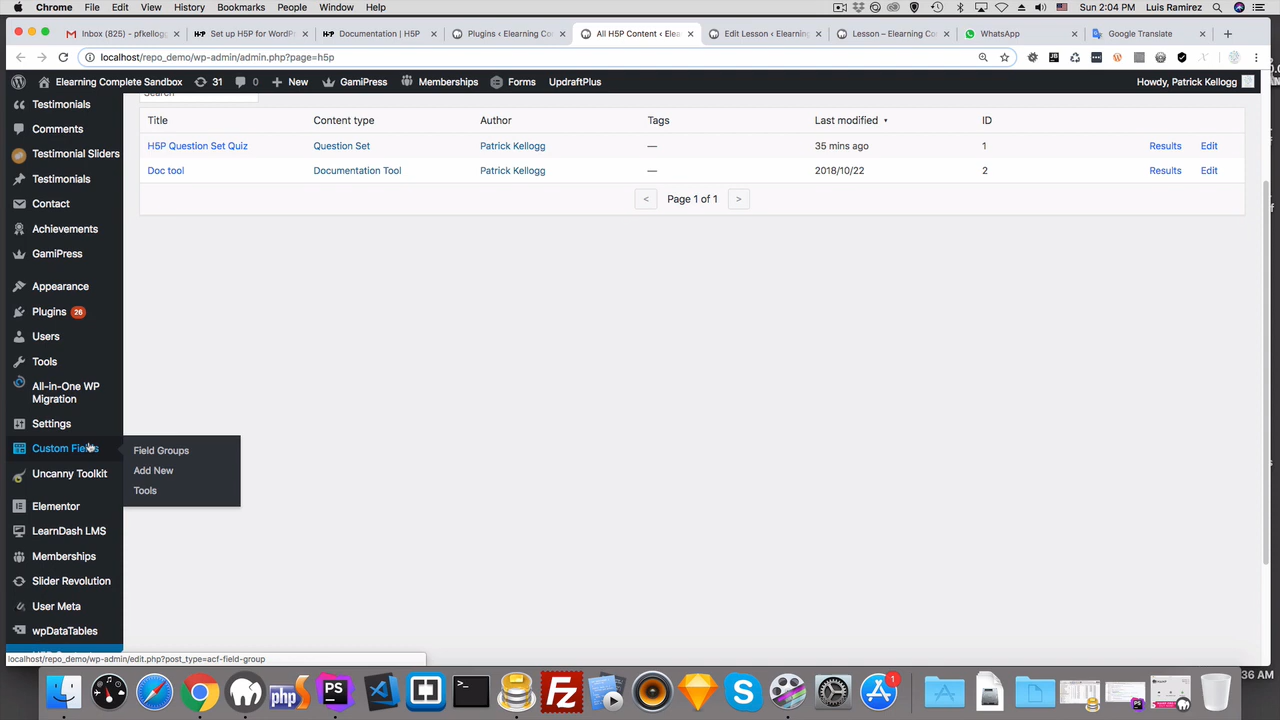 Chrome File Edit View History Bookmarks People Window Help Sun 2:04 PM Luis Ramirez
Inbox (825) - pfkellog
Set up H5P for WordPr
Documentation | H5P
Plugins ‹ Elearning Co
All H5P Content ‹ Elea
Edit Lesson ‹ Elearning
Lesson – Elearning Co
WhatsApp
Google Translate
localhost/repo_demo/wp-admin/admin.php?page=h5p
Elearning Complete Sandbox 31 0 New GamiPress Memberships Forms UpdraftPlus Howdy, Patrick Kellogg
Search
Testimonials
Comments
Testimonial Sliders
Testimonials
Contact
Achievements
GamiPress
Appearance
Plugins 26
Users
Tools
All-in-One WP
Migration
Settings
Custom Fields
Uncanny Toolkit
Elementor
LearnDash LMS
Memberships
Slider Revolution
User Meta
wpDataTables
Field Groups
Add New
Tools
Title Content type Author Tags Last modified ID
H5P Question Set Quiz Question Set Patrick Kellogg — 35 mins ago 1 Results Edit
Doc tool Documentation Tool Patrick Kellogg — 2018/10/22 2 Results Edit
< Page 1 of 1 >
localhost/repo_demo/wp-admin/edit.php?post_type=acf-field-group
36 AM
php
PS
Fz
S
1